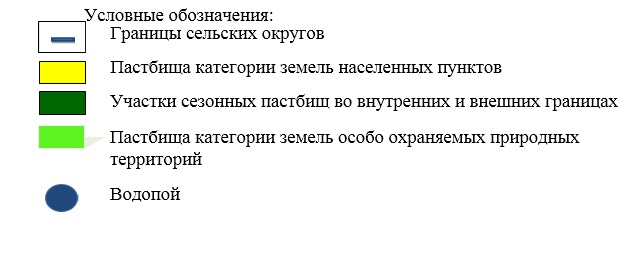 Условные обозначения:
Границы сельских округов
Пастбища категории земель населенных пунктов
Участки сезонных пастбищ во внутренних и внешних границах
Пастбища категории земель особо охраняемых природных
территорий
Водопой